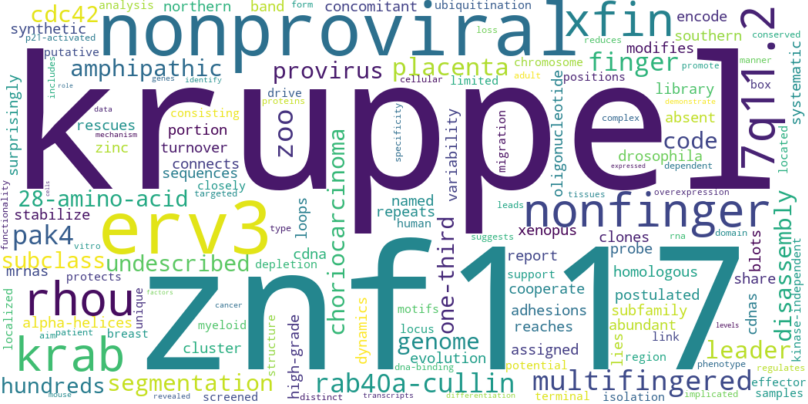 analysis northern band form concomitant ubiquitination
cdc42 nonproviral xfin loss encode southern conserved
synthetic reduces
p21-activated modifies
putative amphipathic provirus placenta finger chromosome positions
surprisingly includes genes identify cellular limited library promote box systematic
role drive adult absent manner
rescues data consisting proteins
portion mechanism zoo kruppel specificity migration oligonucleotide complex code 7q11.2
zinc turnover connects variability dependent drosophila located
sequences choriocarcinoma tissues overexpression
28-amino-acid closely targeted named expressed
functionality stabilize cells erv3 type loops repeats nonfinger
pak4 vitro human leads xenopus domain
subclass mrnas undescribed cdna one-third suggests clones rna blots disassembly
protects depletion report probe
localized rhou unique factors znf117 support homologous share kinase-independent
cooperate postulated cdnas
alpha-helices cancer motifs adhesions subfamily
krab aim patient breast myeloid structure dynamics locus genome reaches lies abundant levels leader
cluster high-grade evolution assigned link phenotype
hundreds segmentation dna-binding potential region regulates
rab40a-cullin multifingered effector
mouse revealed screened distinct transcripts differentiation terminal isolation implicated samples
demonstrate